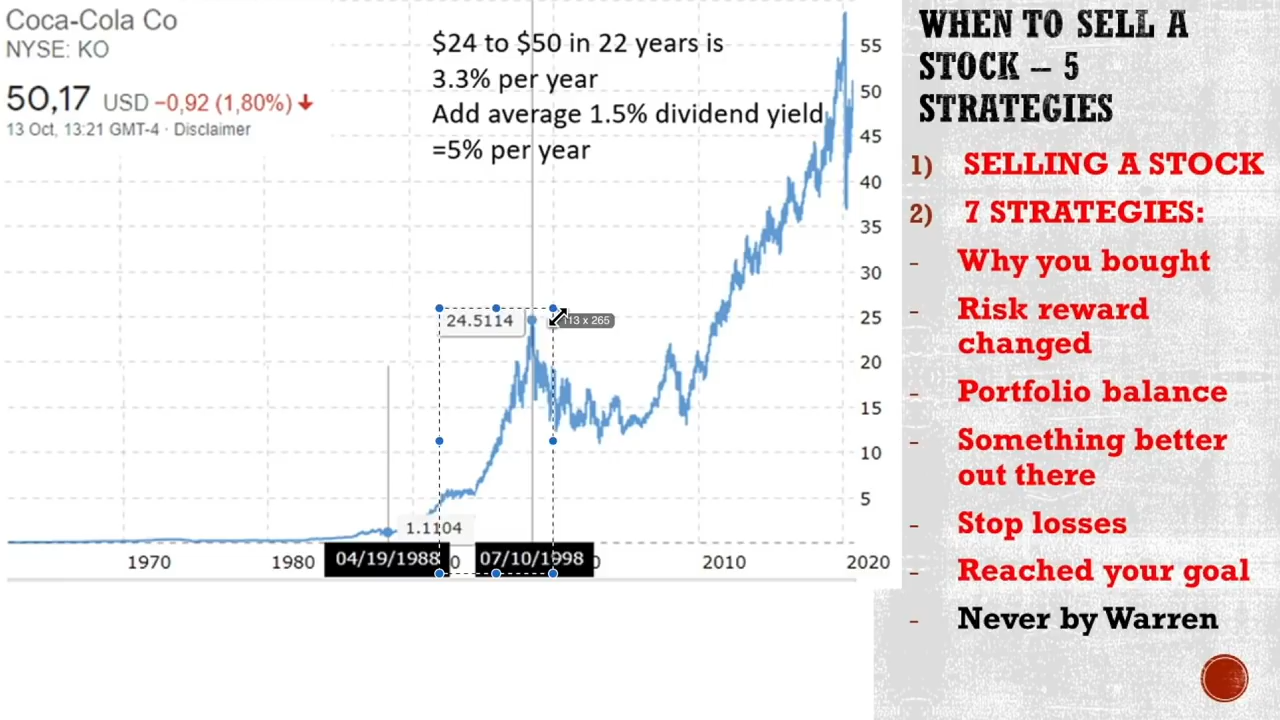 Coca-Cola Co
NYSE: KO
50,17 USD −0,92 (1,80%)
13 Oct, 13:21 GMT-4 · Disclaimer
$24 to $50 in 22 years is
3.3% per year
Add average 1.5% dividend yield
=5% per year
55
50
45
40
35
30
25
20
15
10
5
24.5114
113 x 265
1.1104
04/19/1988
07/10/1998
1970
1980
2010
2020
WHEN TO SELL A
STOCK – 5
STRATEGIES
1) SELLING A STOCK
2) 7 STRATEGIES:
- Why you bought
- Risk reward
changed
- Portfolio balance
- Something better
out there
- Stop losses
- Reached your goal
- Never by Warren